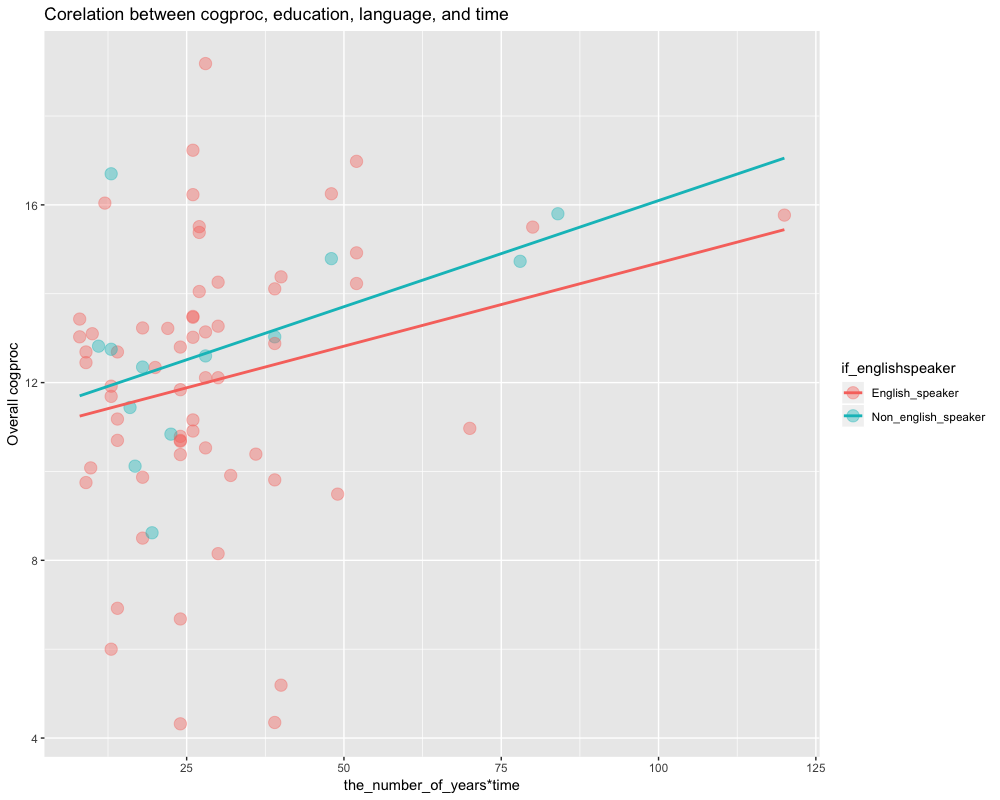 Corelation between cogproc, education, language, and time
Overall cogproc
16
12
8
4
25
50
75
100
125
the_number_of_years*time
if_englishspeaker
English_speaker
Non_english_speaker